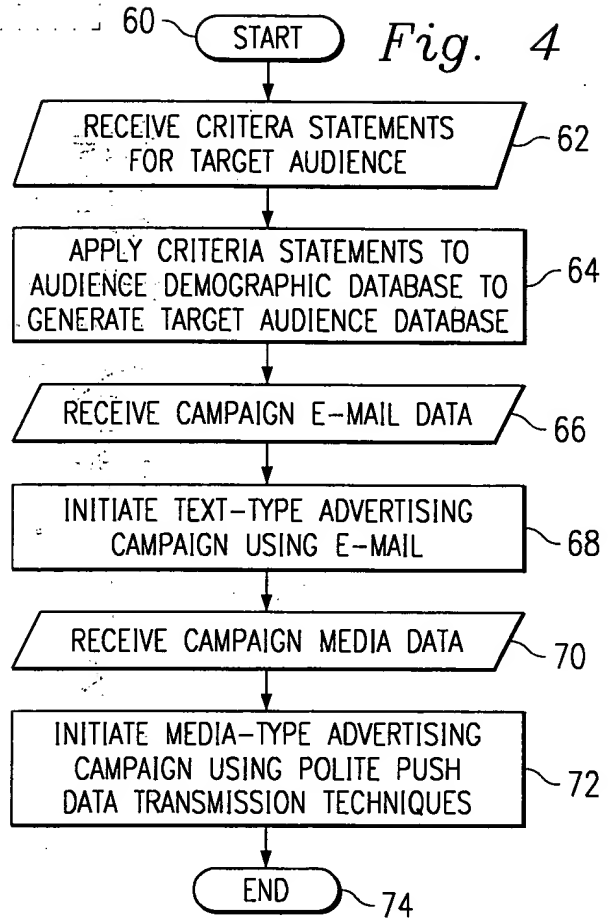 60
START
Fig. 4
RECEIVE CRITERA STATEMENTS
FOR TARGET AUDIENCE
62
APPLY CRITERIA STATEMENTS TO
AUDIENCE DEMOGRAPHIC DATABASE TO
GENERATE TARGET AUDIENCE DATABASE
64
RECEIVE CAMPAIGN E-MAIL DATA
66
INITIATE TEXT-TYPE ADVERTISING
CAMPAIGN USING E-MAIL
68
RECEIVE CAMPAIGN MEDIA DATA
70
INITIATE MEDIA-TYPE ADVERTISING
CAMPAIGN USING POLITE PUSH
DATA TRANSMISSION TECHNIQUES
72
END
74